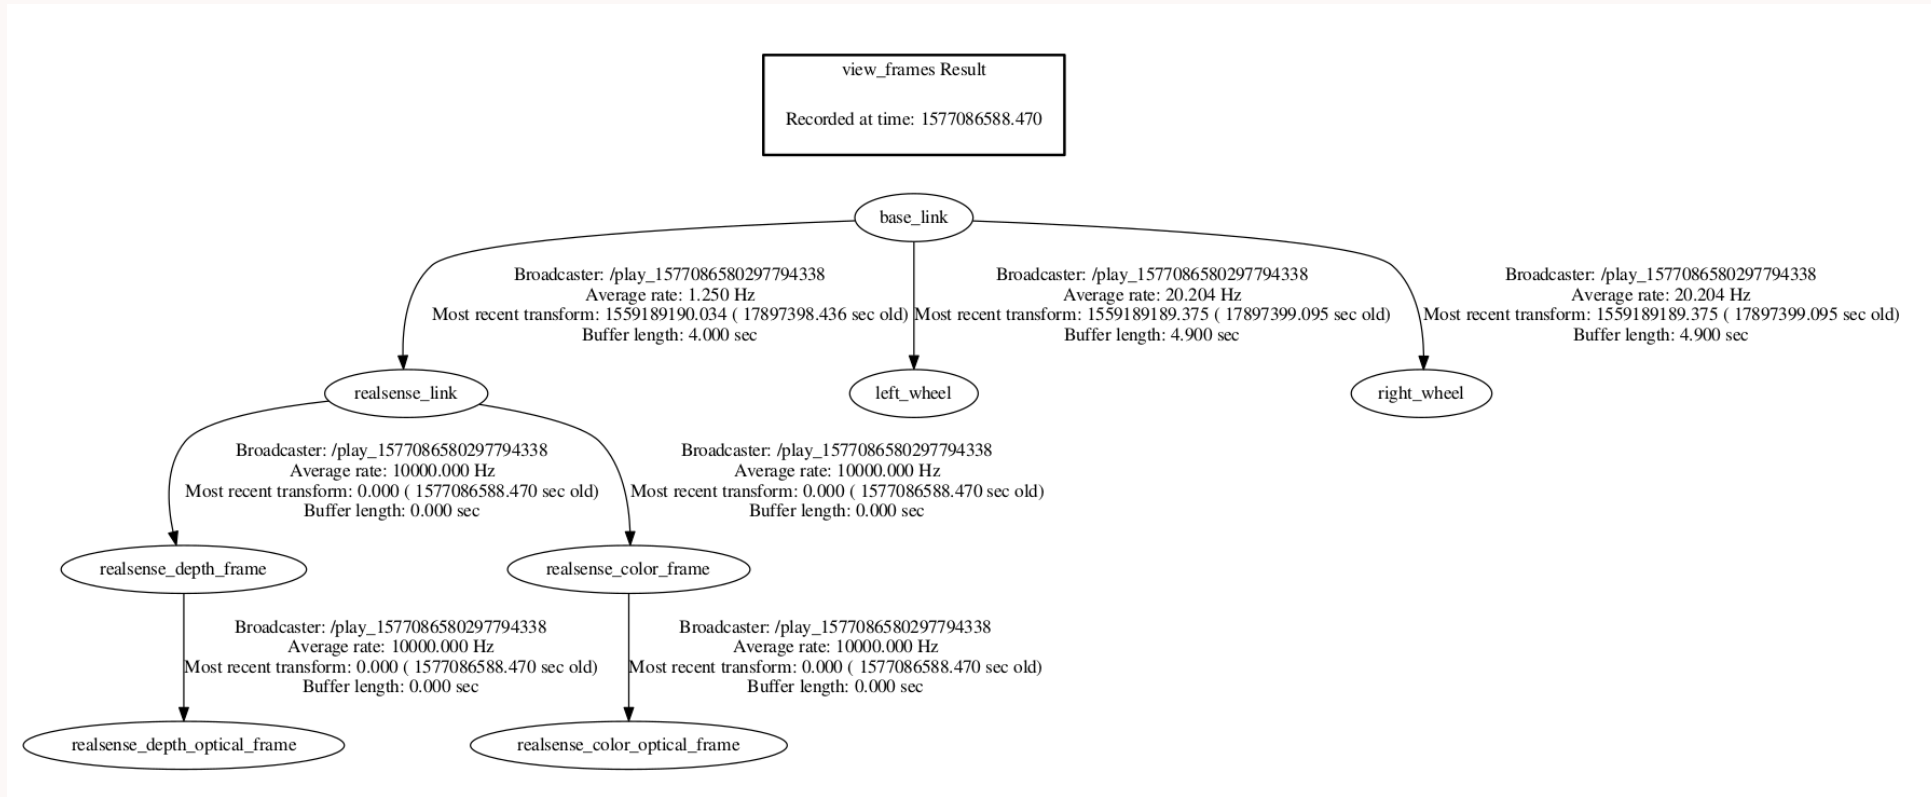 view_frames Result
Recorded at time: 1577086588.470
base_link
Broadcaster: /play_1577086580297794338
Average rate: 1.250 Hz
Most recent transform: 1559189190.034 ( 17897398.436 sec old)
Buffer length: 4.000 sec
Broadcaster: /play_1577086580297794338
Average rate: 20.204 Hz
Most recent transform: 1559189189.375 ( 17897399.095 sec old)
Buffer length: 4.900 sec
Broadcaster: /play_1577086580297794338
Average rate: 20.204 Hz
Most recent transform: 1559189189.375 ( 17897399.095 sec old)
Buffer length: 4.900 sec
realsense_link
left_wheel
right_wheel
Broadcaster: /play_1577086580297794338
Average rate: 10000.000 Hz
Most recent transform: 0.000 ( 1577086588.470 sec old)
Buffer length: 0.000 sec
Broadcaster: /play_1577086580297794338
Average rate: 10000.000 Hz
Most recent transform: 0.000 ( 1577086588.470 sec old)
Buffer length: 0.000 sec
realsense_depth_frame
realsense_color_frame
Broadcaster: /play_1577086580297794338
Average rate: 10000.000 Hz
Most recent transform: 0.000 ( 1577086588.470 sec old)
Buffer length: 0.000 sec
Broadcaster: /play_1577086580297794338
Average rate: 10000.000 Hz
Most recent transform: 0.000 ( 1577086588.470 sec old)
Buffer length: 0.000 sec
realsense_depth_optical_frame
realsense_color_optical_frame